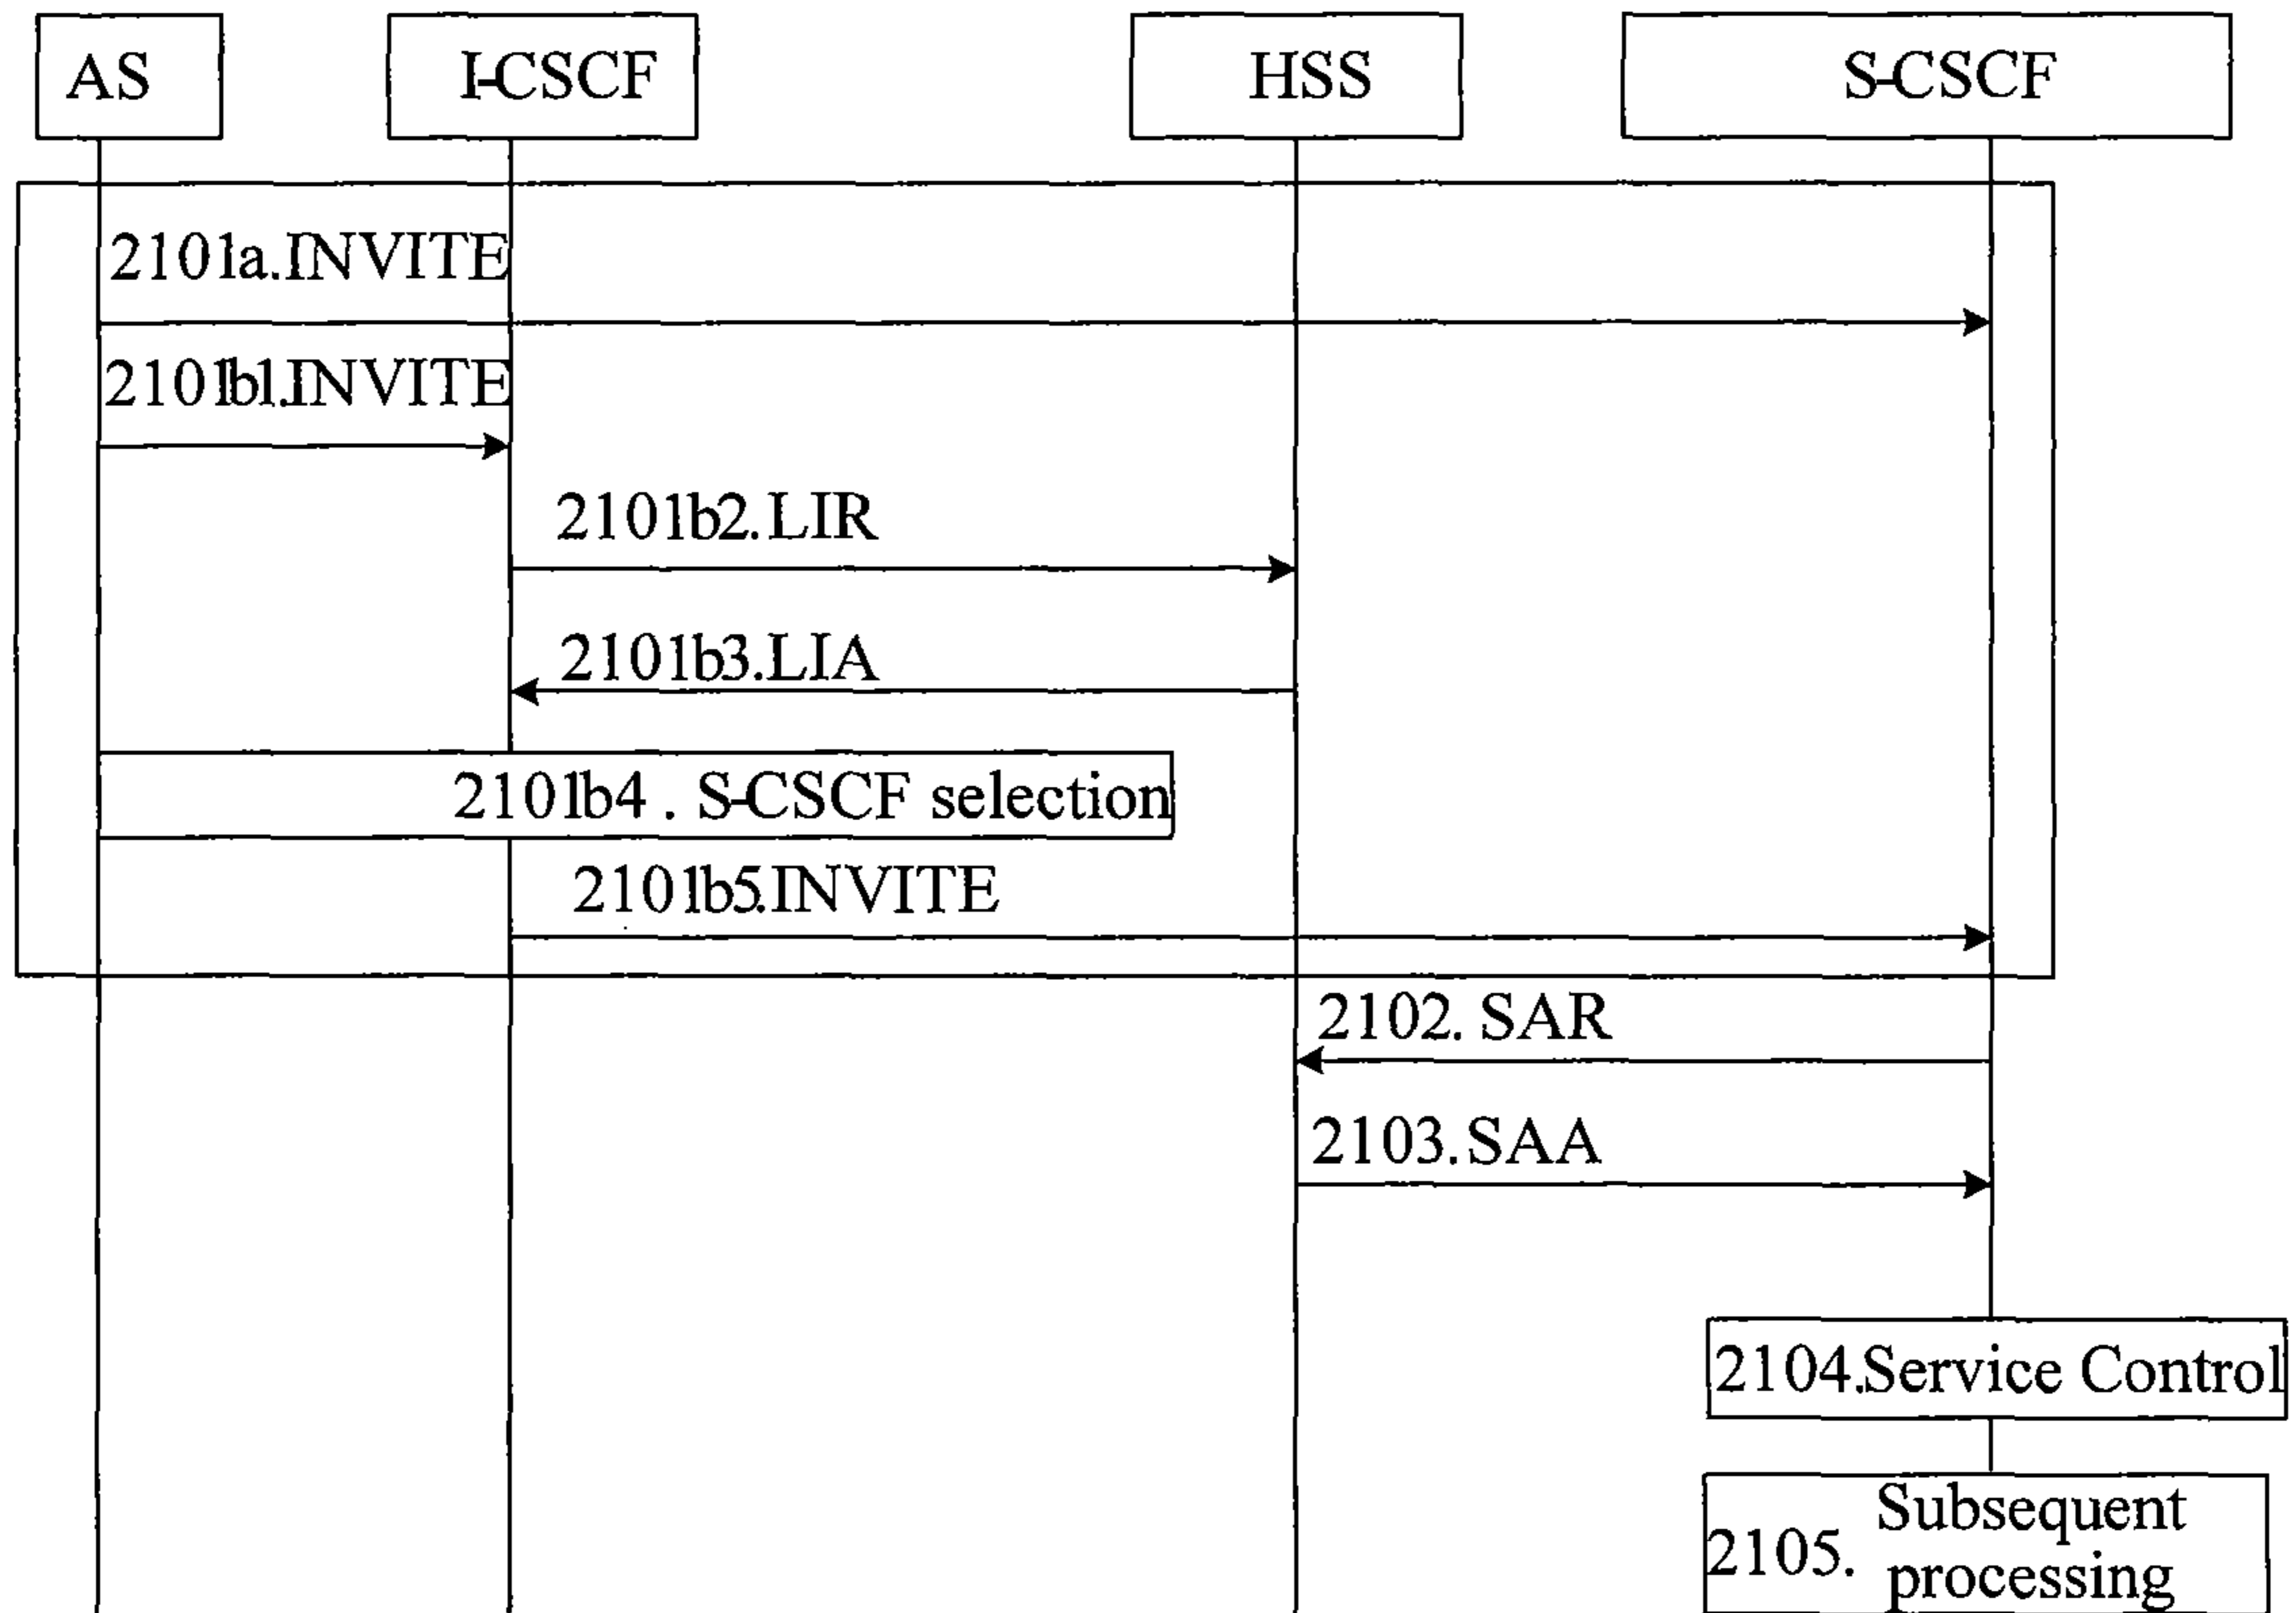 AS
I-CSCF
HSS
S-CSCF
2101a.INVITE
2101b1.INVITE
2101b2.LIR
2101b3.LIA
2101b4. S-CSCF selection
2101b5.INVITE
2102. SAR
2103.SAA
2104.Service Control
2105. Subsequent
processing